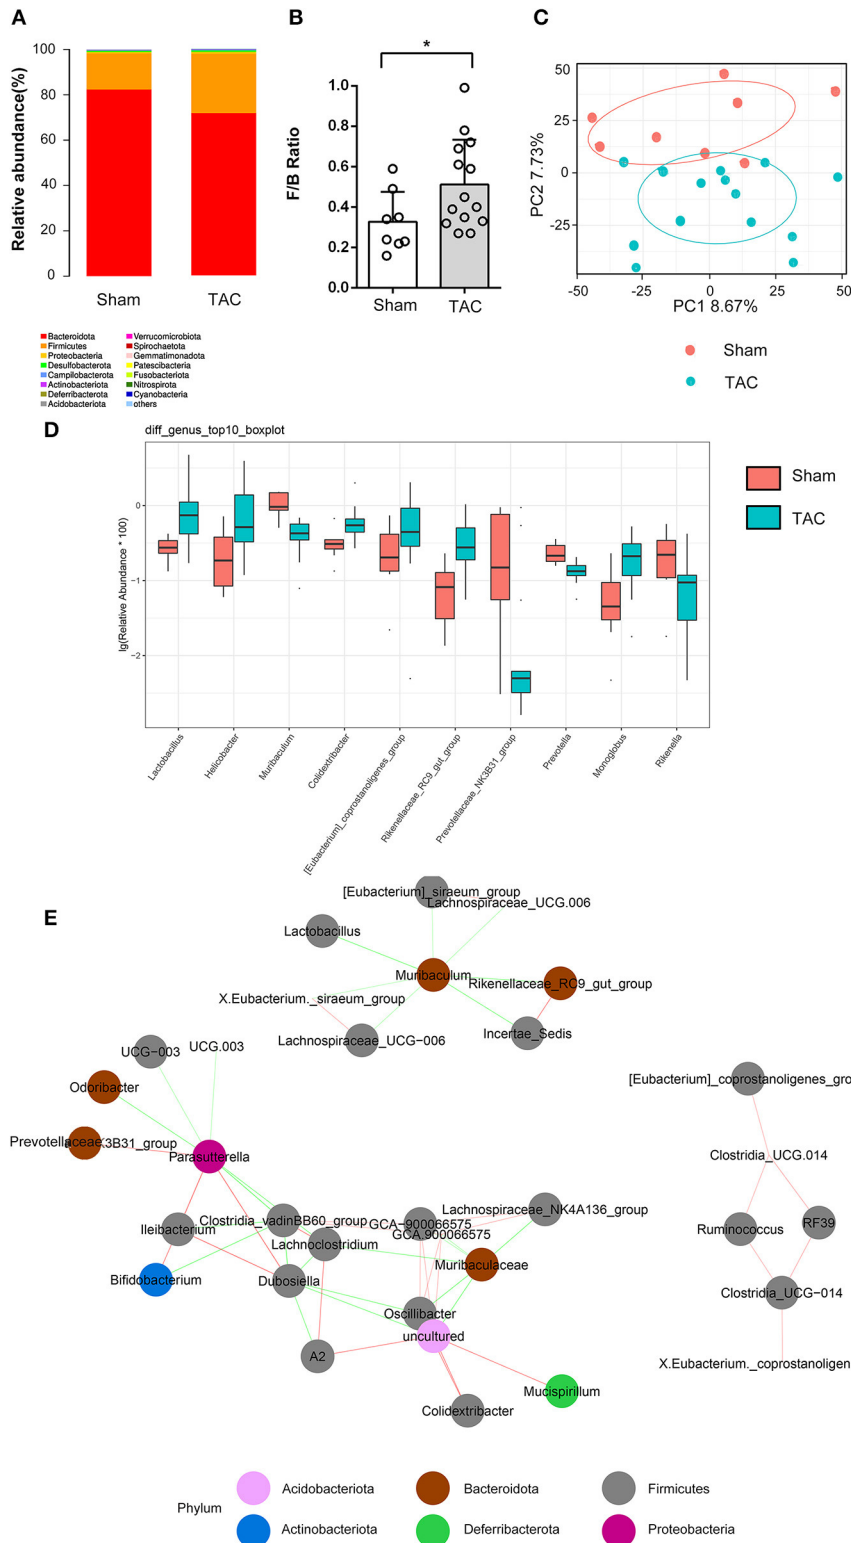 A
Relative abundance(%)
100
80
60
40
20
0
Sham
TAC
Bacteroidota
Firmicutes
Proteobacteria
Desulfobacterota
Campilobacterota
Actinobacteriota
Deferribacterota
Acidobacteriota
Verrucomicrobiota
Spirochaetota
Gemmatimonadota
Patescibacteria
Fusobacteriota
Nitrospirota
Cyanobacteria
others
B
*
F/B Ratio
1.0
0.8
0.6
0.4
0.2
0.0
Sham
TAC
C
PC2 7.73%
50
25
0
-25
-50
-25
0
25
50
PC1 8.67%
Sham
TAC
D
diff_genus_top10_boxplot
lg(Relative Abundance * 100)
0
−1
−2
Lactobacillus
Helicobacter
Muribaculum
Colidextribacter
[Eubacterium]_coprostanoligenes_group
Rikenellaceae_RC9_gut_group
Prevotellaceae_NK3B31_group
Prevotella
Monoglobus
Rikenella
Sham
TAC
E
[Eubacterium]_siraeum_group
Lachnospiraceae_UCG.006
Lactobacillus
Muribaculum
Rikenellaceae_RC9_gut_group
X.Eubacterium._siraeum_group
Incertae_Sedis
Lachnospiraceae_UCG−006
UCG−003
UCG.003
Odoribacter
Prevotellaceae
3B31_group
Parasutterella
[Eubacterium]_coprostanoligenes_gro
Clostridia_UCG.014
Ruminococcus
RF39
Clostridia_UCG−014
X.Eubacterium._coprostanoligen
Lachnospiraceae_NK4A136_group
Ileibacterium
Clostridia_vadinBB60_group
GCA−900066575
GCA.900066575
Lachnoclostridium
Muribaculaceae
Bifidobacterium
Dubosiella
Oscillibacter
uncultured
A2
Mucispirillum
Colidextribacter
Phylum
Acidobacteriota
Bacteroidota
Firmicutes
Actinobacteriota
Deferribacterota
Proteobacteria